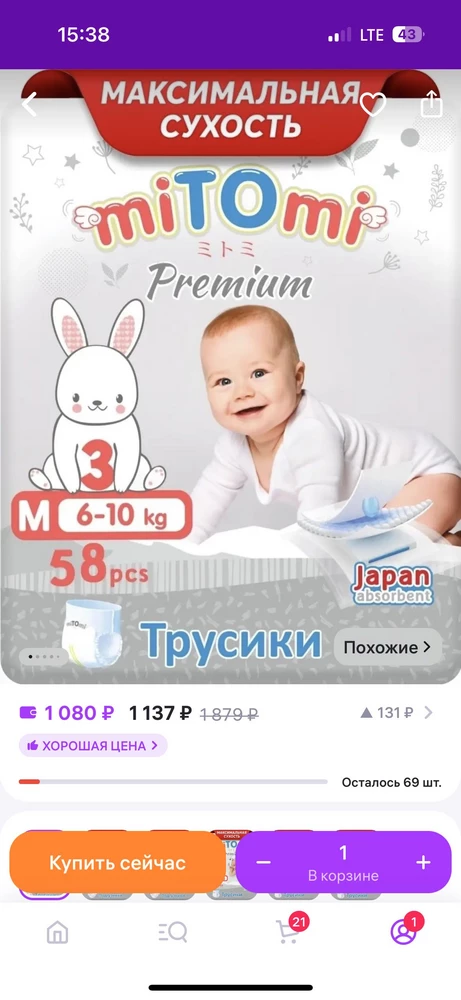 15:38
LTE 43
МАКСИМАЛЬНАЯ
СУХОСТЬ
miTOmi
ミトミ
Premium
3
M 6-10 kg
58 pcs
Japan
absorbent
miTOmi
Трусики
Похожие >
1 080 ₽ 1 137 ₽ 1 879 ₽ ▲ 131 ₽ >
ХОРОШАЯ ЦЕНА >
Осталось 69 шт.
Купить сейчас
− 1 +
В корзине
21
1